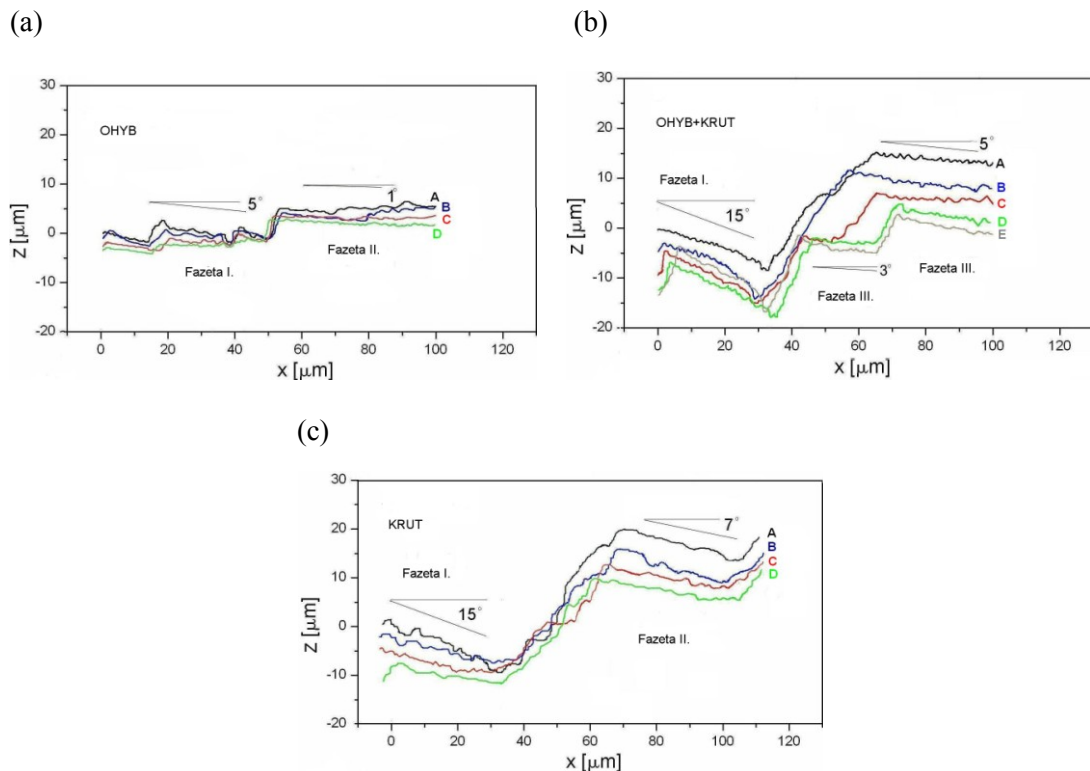 (a)
(b)
30
20
10
0
-10
-20
Z [μm]
OHYB
5°
1°
A
B
C
D
Fazeta I.
Fazeta II.
0 20 40 60 80 100 120
x [μm]
30
20
10
0
-10
-20
Z [μm]
OHYB+KRUT
5°
A
Fazeta I.
B
15°
C
D
E
3°
Fazeta III.
Fazeta III.
0 20 40 60 80 100 120
x [μm]
(c)
30
20
10
0
-10
-20
Z [μm]
KRUT
7°
A
B
C
D
Fazeta I.
15°
Fazeta II.
0 20 40 60 80 100 120
x [μm]